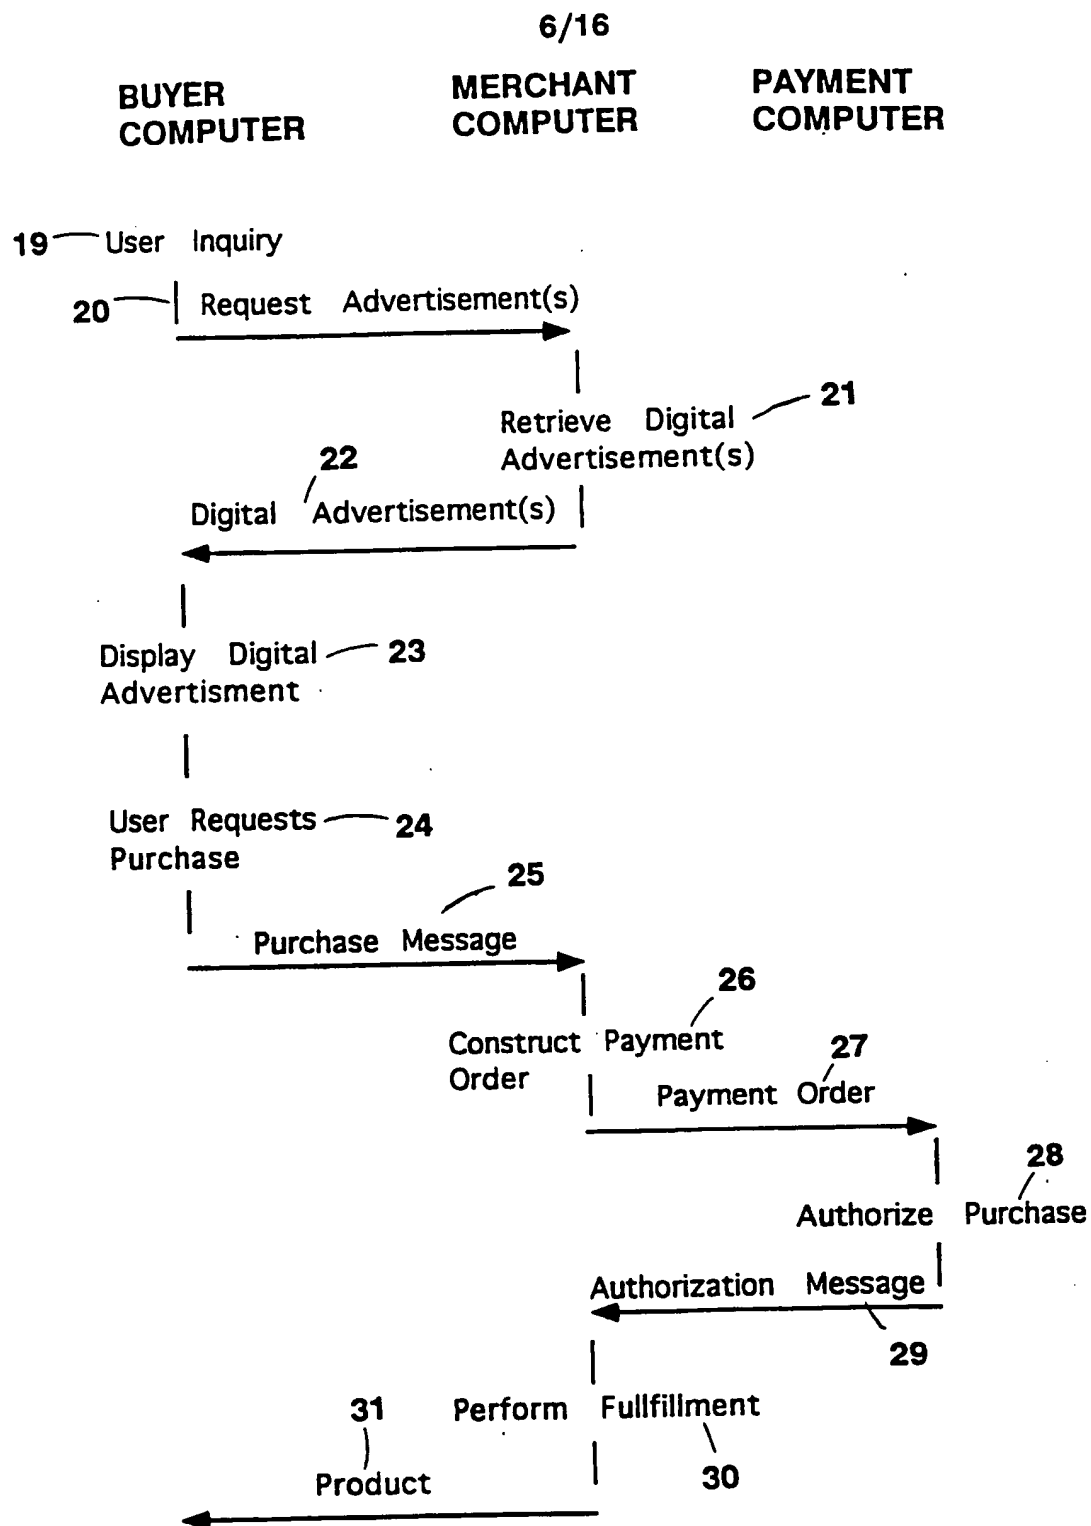 6/16
BUYER
COMPUTER
MERCHANT
COMPUTER
PAYMENT
COMPUTER
19 User Inquiry
20 Request Advertisement(s)
21
Retrieve Digital
Advertisement(s)
22
Digital Advertisement(s)
Display Digital 23
Advertisment
User Requests 24
Purchase
25
Purchase Message
26
Construct Payment
Order
27
Payment Order
28
Authorize Purchase
Authorization Message
29
31
Perform Fullfillment
30
Product